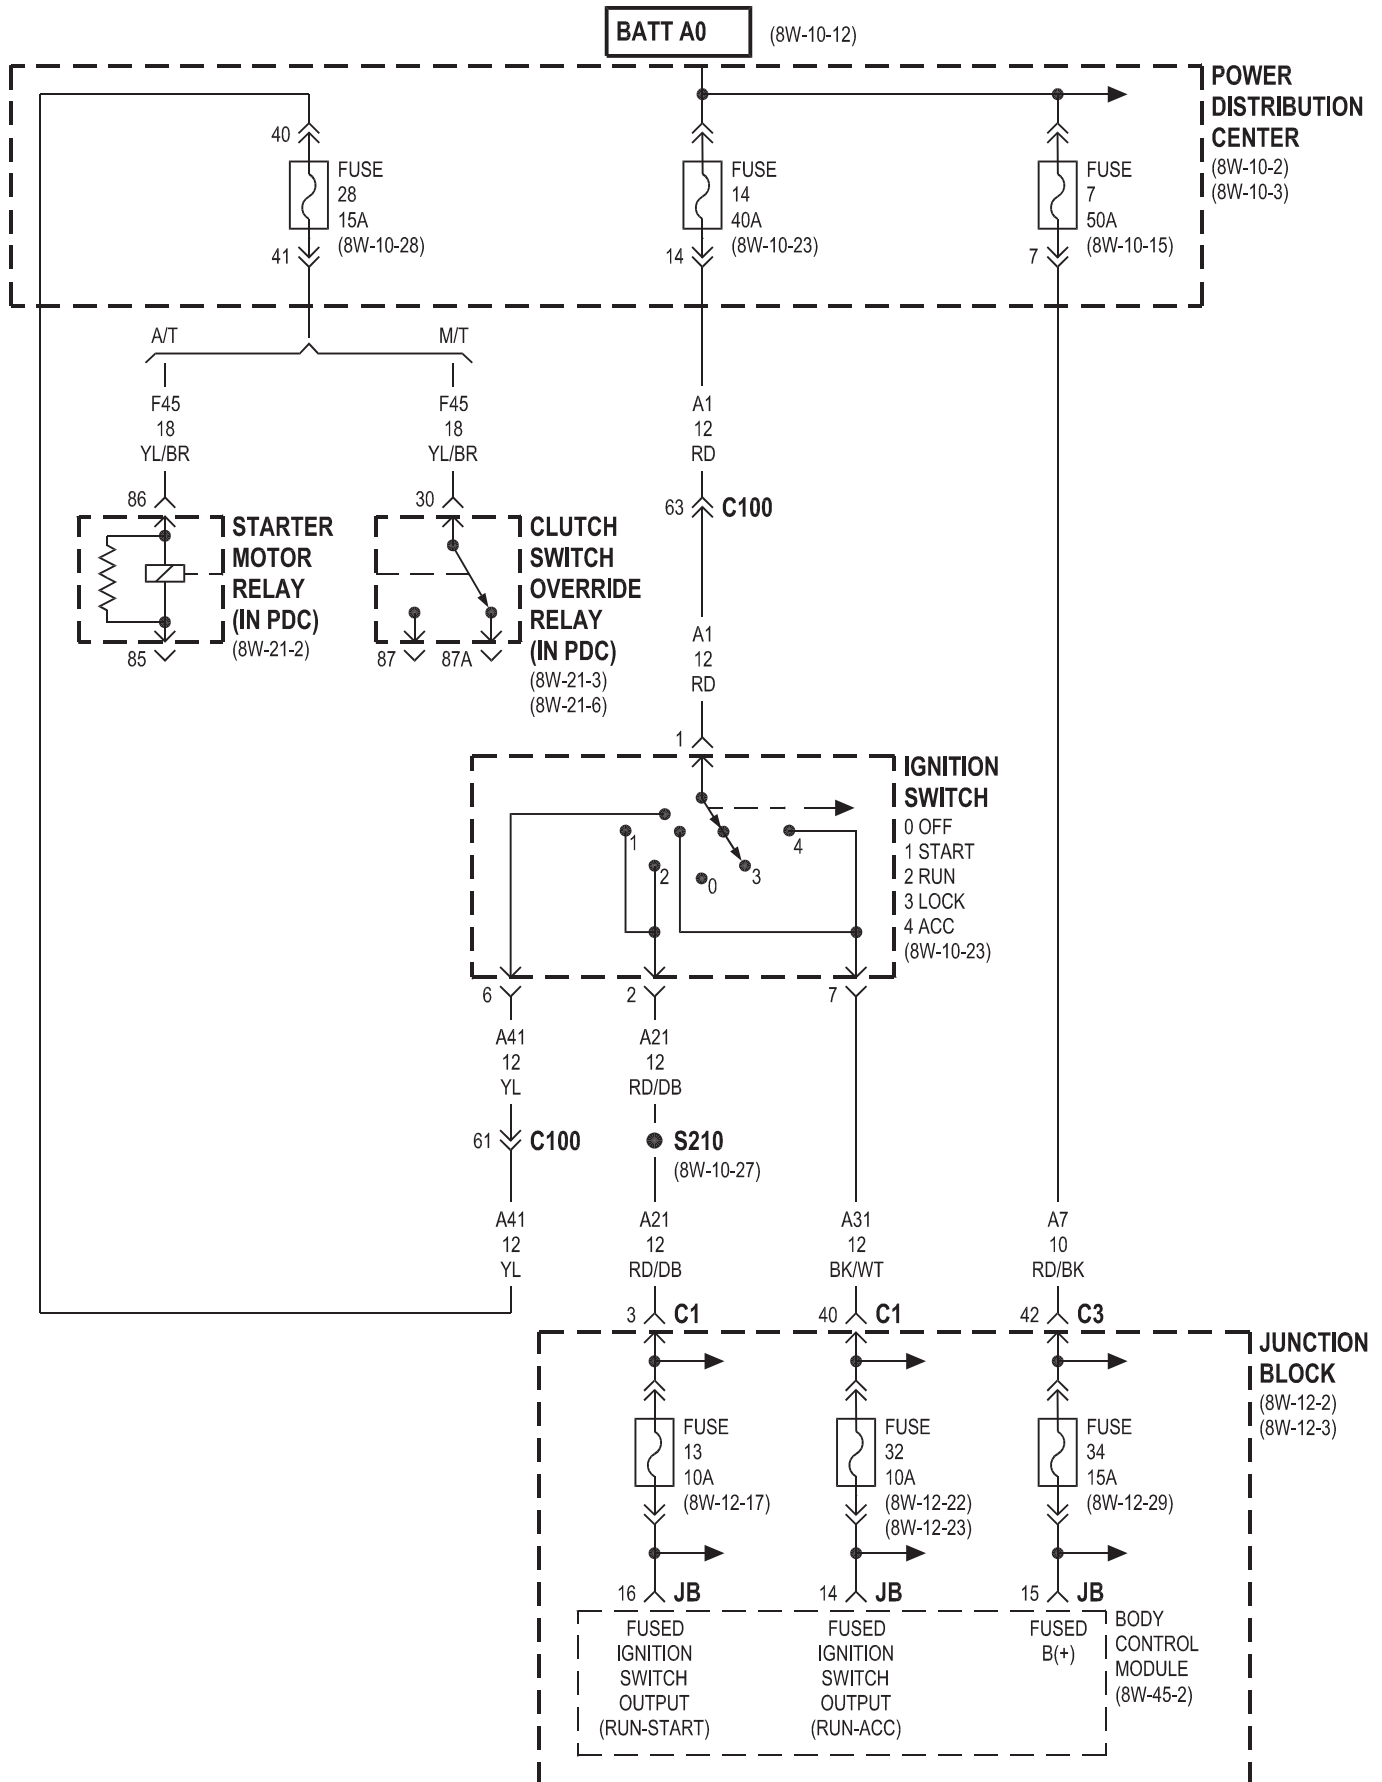 BATT A0
(8W-10-12)
POWER
DISTRIBUTION
CENTER
(8W-10-2)
(8W-10-3)
40
FUSE
28
15A
(8W-10-28)
41
FUSE
14
40A
(8W-10-23)
14
FUSE
7
50A
(8W-10-15)
7
A/T
M/T
F45
18
YL/BR
F45
18
YL/BR
A1
12
RD
86
STARTER
MOTOR
RELAY
(IN PDC)
(8W-21-2)
85
30
CLUTCH
SWITCH
OVERRIDE
RELAY
(IN PDC)
(8W-21-3)
(8W-21-6)
87
87A
63
C100
A1
12
RD
1
IGNITION
SWITCH
0 OFF
1 START
2 RUN
3 LOCK
4 ACC
(8W-10-23)
1
2
0
3
4
6
2
7
A41
12
YL
A21
12
RD/DB
61
C100
S210
(8W-10-27)
A41
12
YL
A21
12
RD/DB
A31
12
BK/WT
A7
10
RD/BK
3
C1
40
C1
42
C3
JUNCTION
BLOCK
(8W-12-2)
(8W-12-3)
FUSE
13
10A
(8W-12-17)
FUSE
32
10A
(8W-12-22)
(8W-12-23)
FUSE
34
15A
(8W-12-29)
16
JB
14
JB
15
JB
FUSED
IGNITION
SWITCH
OUTPUT
(RUN-START)
FUSED
IGNITION
SWITCH
OUTPUT
(RUN-ACC)
FUSED
B(+)
BODY
CONTROL
MODULE
(8W-45-2)